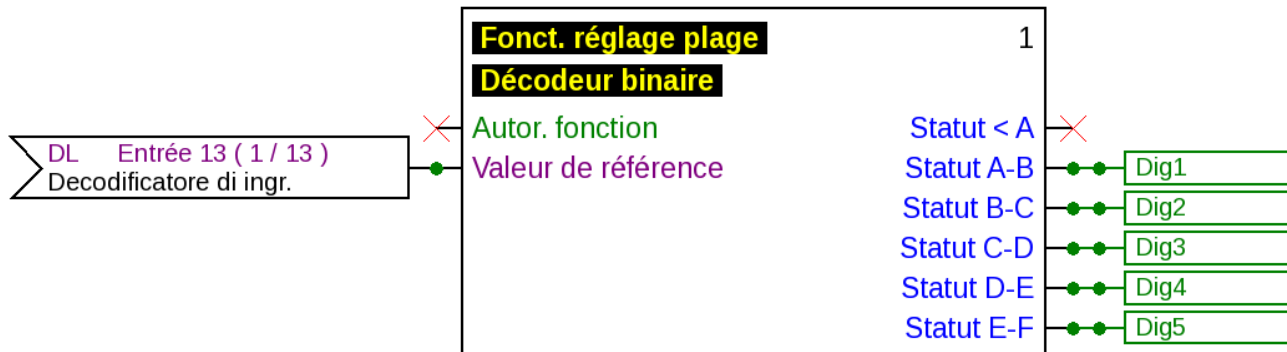 Fonct. réglage plage 1
Décodeur binaire
Autor. fonction Statut < A
DL Entrée 13 ( 1 / 13 )
Decodificatore di ingr.
Valeur de référence Statut A-B Dig1
Statut B-C Dig2
Statut C-D Dig3
Statut D-E Dig4
Statut E-F Dig5